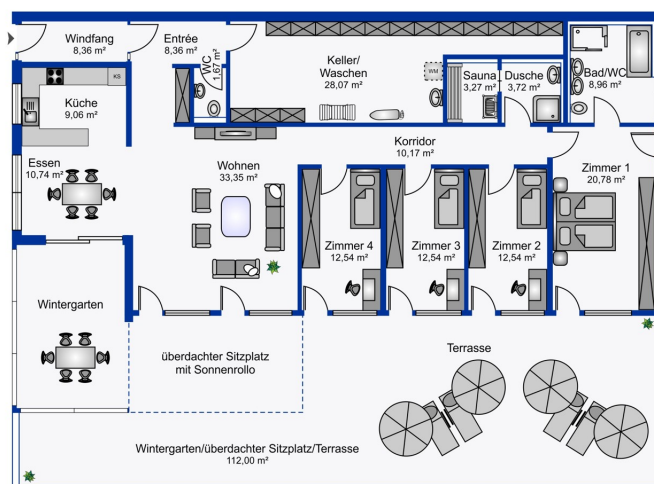 Windfang
8,36 m²
Entrée
8,36 m²
WC
1,67 m²
Keller/
Waschen
28,07 m²
WM
Sauna
3,27 m²
Dusche
3,72 m²
Bad/WC
8,96 m²
KS
Küche
9,06 m²
Korridor
10,17 m²
Essen
10,74 m²
Wohnen
33,35 m²
Zimmer 1
20,78 m²
Zimmer 4
12,54 m²
Zimmer 3
12,54 m²
Zimmer 2
12,54 m²
Wintergarten
überdachter Sitzplatz
mit Sonnenrollo
Terrasse
Wintergarten/überdachter Sitzplatz/Terrasse
112,00 m²